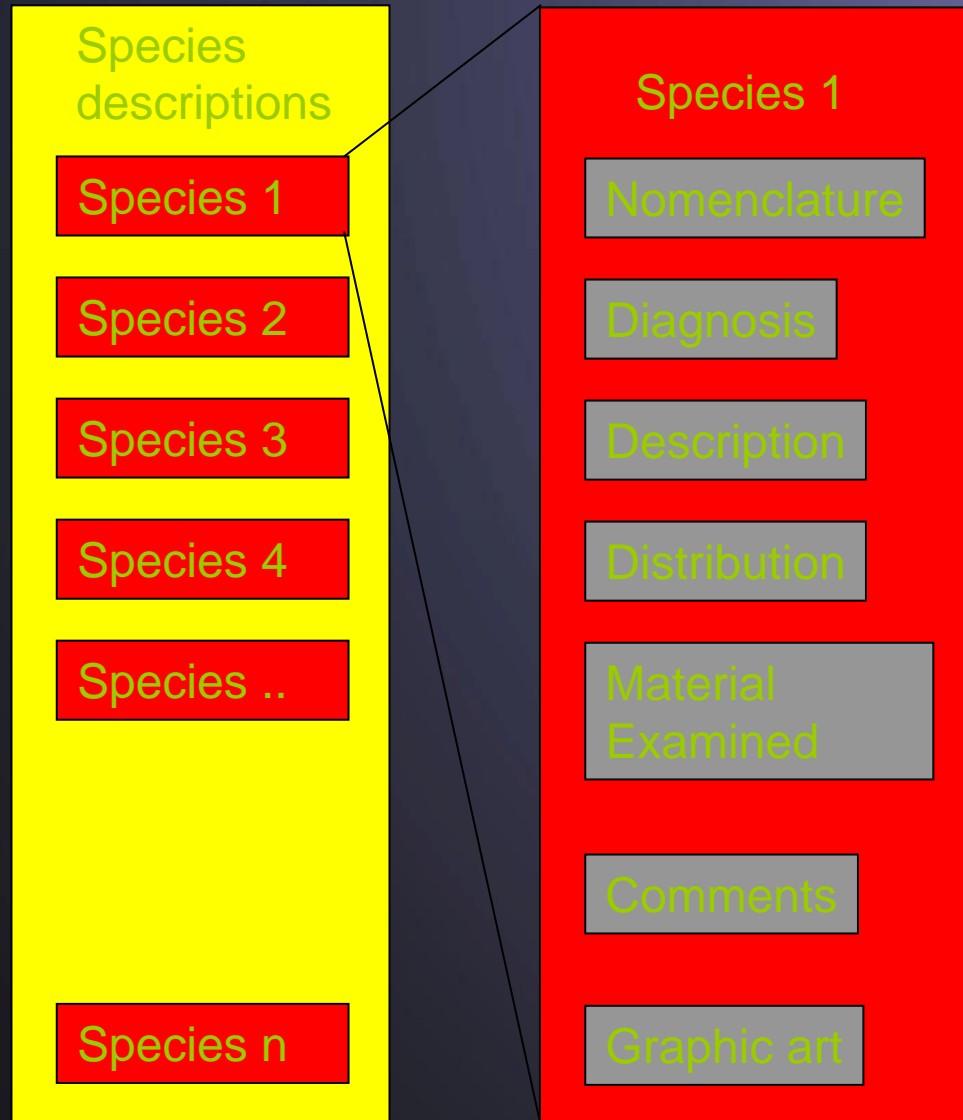 Species
descriptions
Species 1
Species 2
Species 3
Species 4
Species ..
Species n
Species 1
Nomenclature
Diagnosis
Description
Distribution
Material
Examined
Comments
Graphic art